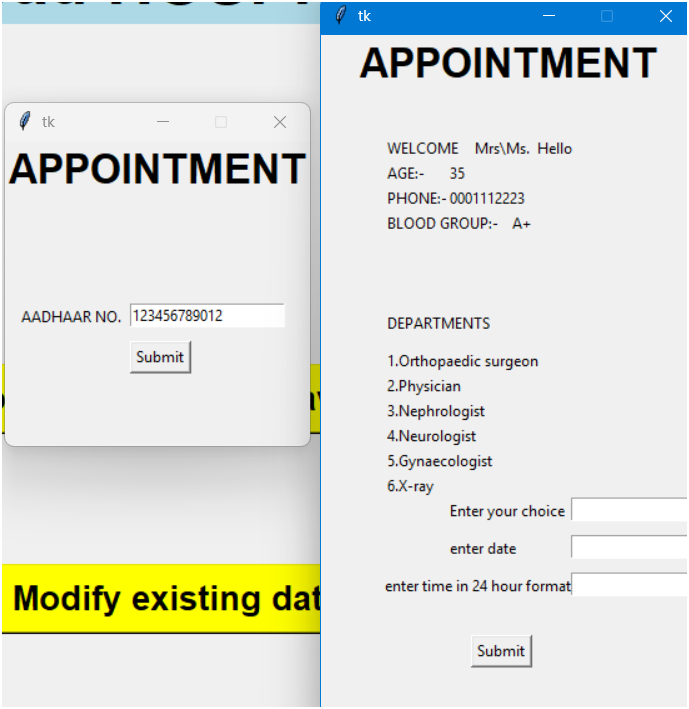 tk
APPOINTMENT
AADHAAR NO. 123456789012
Submit
Modify existing dat
tk
APPOINTMENT
WELCOME Mrs\Ms. Hello
AGE:- 35
PHONE:- 0001112223
BLOOD GROUP:- A+
DEPARTMENTS
1.Orthopaedic surgeon
2.Physician
3.Nephrologist
4.Neurologist
5.Gynaecologist
6.X-ray
Enter your choice
enter date
enter time in 24 hour format
Submit